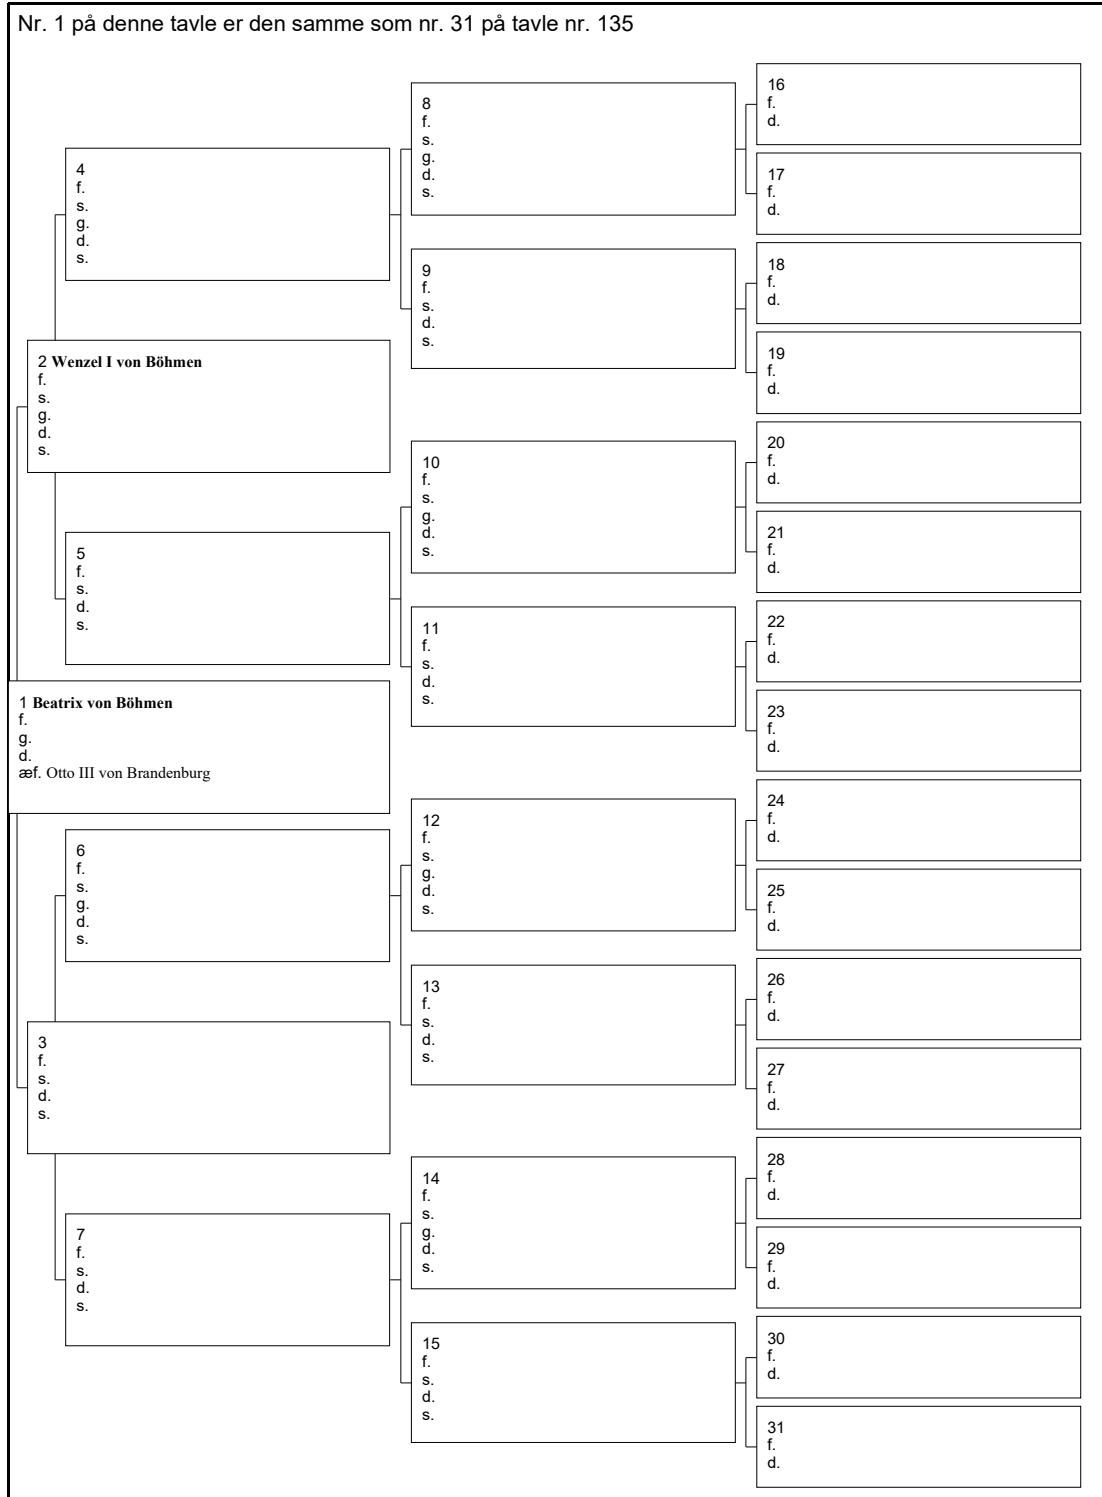 Nr. 1 på denne tavle er den samme som nr. 31 på tavle nr. 135
4
f.
s.
g.
d.
s.
2 Wenzel I von Böhmen
f.
s.
g.
d.
s.
5
f.
s.
d.
s.
1 Beatrix von Böhmen
f.
g.
d.
æf. Otto III von Brandenburg
6
f.
s.
g.
d.
s.
3
f.
s.
d.
s.
7
f.
s.
d.
s.
8
f.
s.
g.
d.
s.
9
f.
s.
d.
s.
10
f.
s.
g.
d.
s.
11
f.
s.
d.
s.
12
f.
s.
g.
d.
s.
13
f.
s.
d.
s.
14
f.
s.
g.
d.
s.
15
f.
s.
d.
s.
16
f.
d.
17
f.
d.
18
f.
d.
19
f.
d.
20
f.
d.
21
f.
d.
22
f.
d.
23
f.
d.
24
f.
d.
25
f.
d.
26
f.
d.
27
f.
d.
28
f.
d.
29
f.
d.
30
f.
d.
31
f.
d.